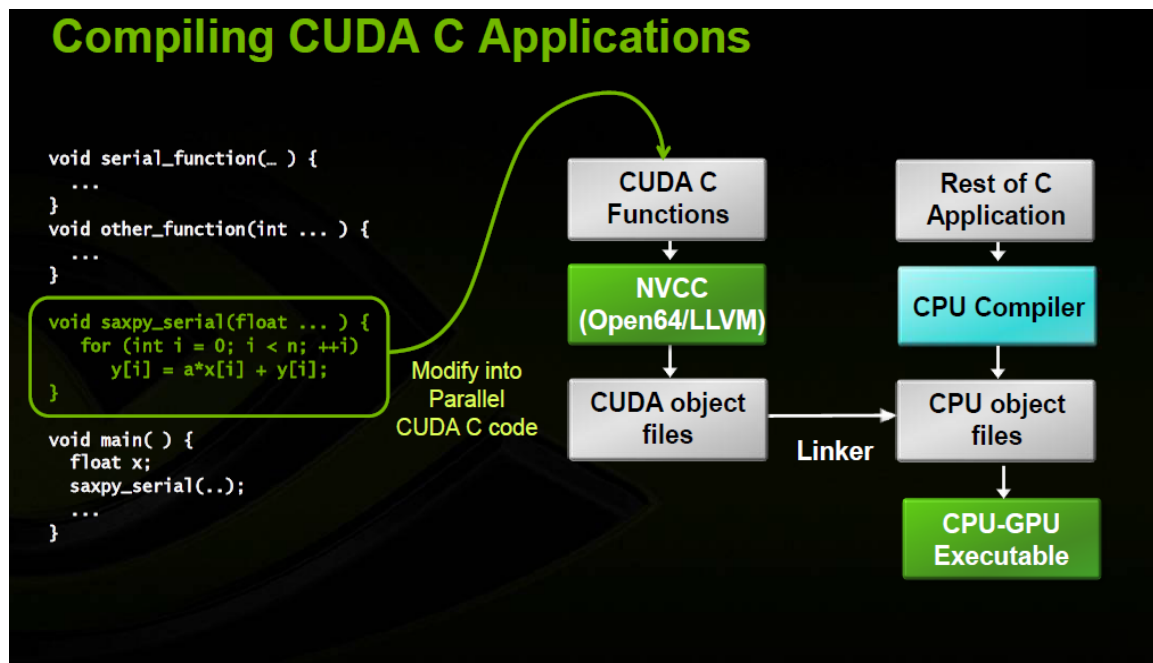 Compiling CUDA C Applications
void serial_function(… ) {
...
}
void other_function(int ... ) {
...
}
void saxpy_serial(float ... ) {
for (int i = 0; i < n; ++i)
y[i] = a*x[i] + y[i];
}
void main( ) {
float x;
saxpy_serial(..);
...
}
Modify into
Parallel
CUDA C code
CUDA C
Functions
NVCC
(Open64/LLVM)
CUDA object
files
Linker
Rest of C
Application
CPU Compiler
CPU object
files
CPU-GPU
Executable